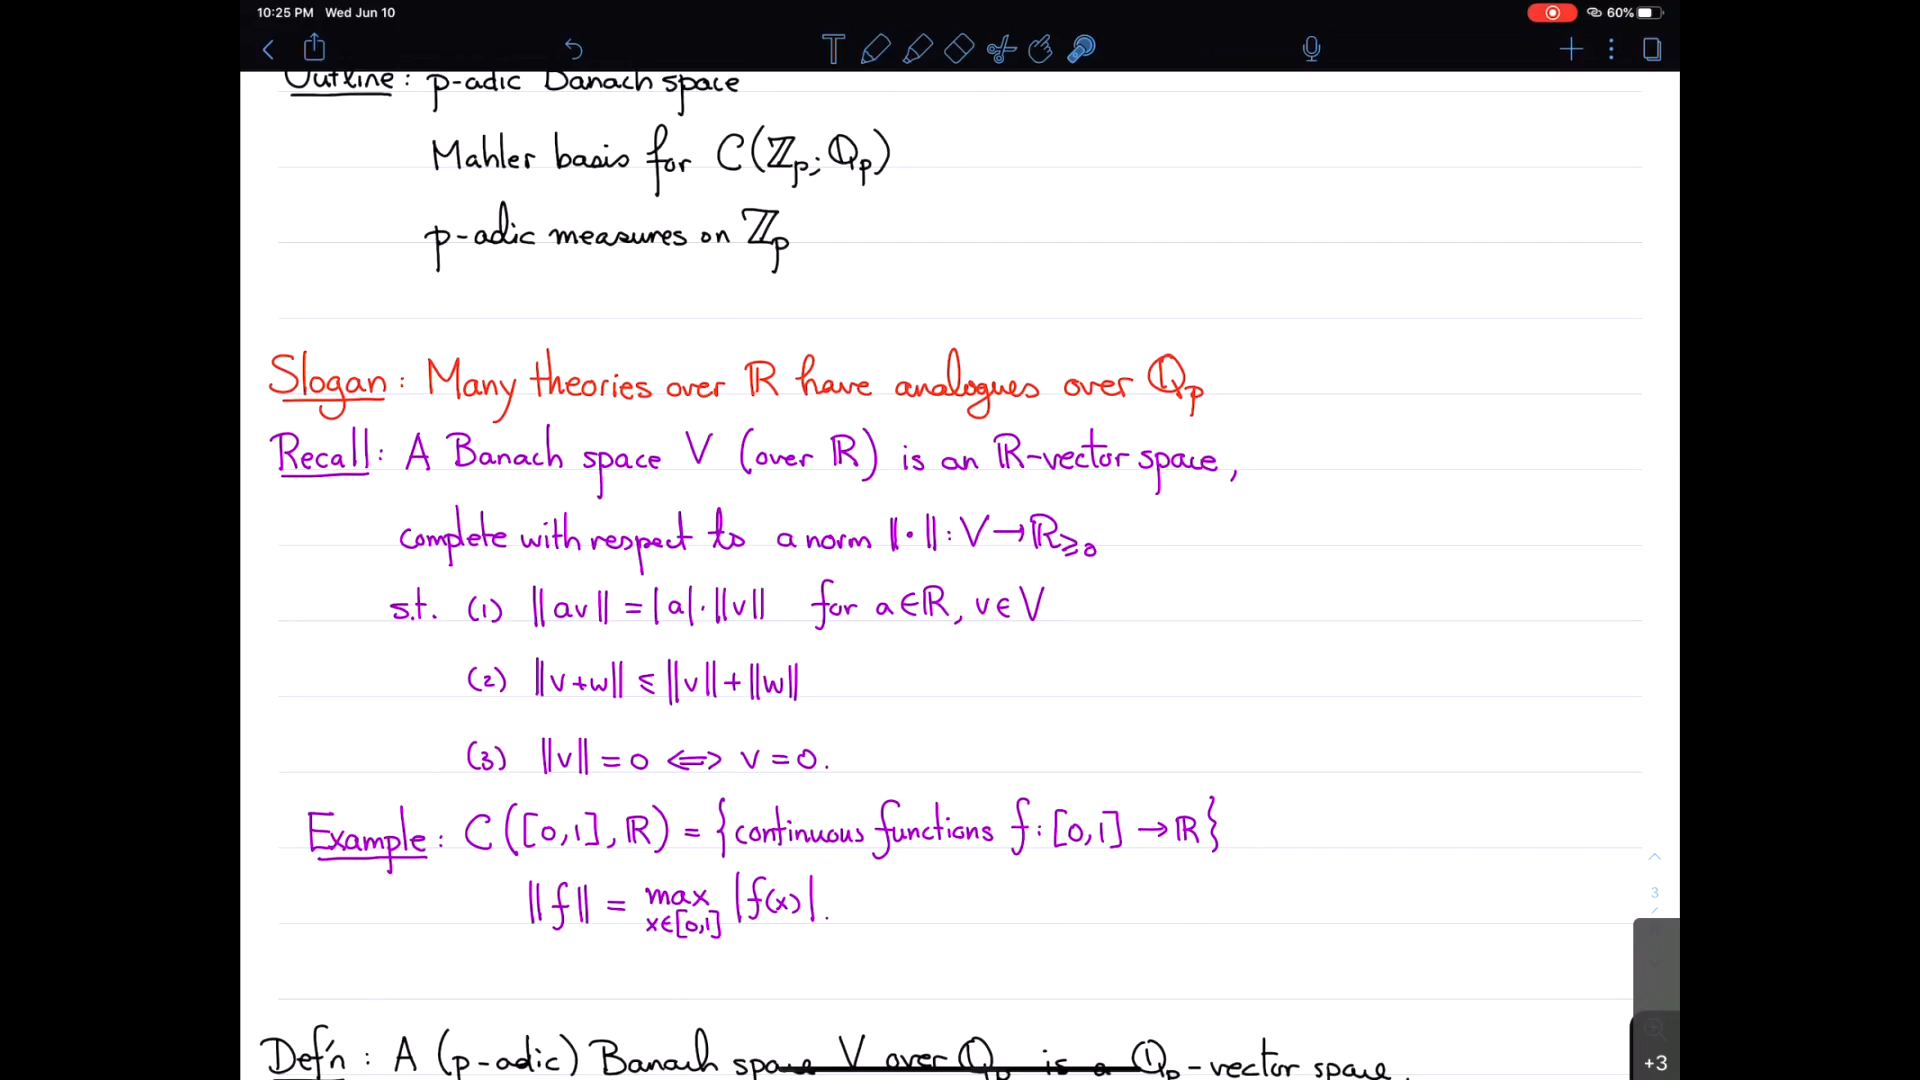 10:25 PM Wed Jun 10
60%
Outline: p-adic Banach space
Mahler basis for C(ℤp; ℚp)
p-adic measures on ℤp
Slogan: Many theories over ℝ have analogues over ℚp
Recall: A Banach space V (over ℝ) is an ℝ-vector space,
complete with respect to a norm ||·||: V→ℝ≥0
s.t. (1) ||av|| = |a|·||v|| for a∈ℝ, v∈V
(2) ||v+w|| ≤ ||v||+||w||
(3) ||v|| = 0 <=> v=0.
Example: C([0,1], ℝ) = {continuous functions f: [0,1] → ℝ}
||f|| = max x∈[0,1] |f(x)|.
3
Def'n: A (p-adic) Banach space V over ℚp is a ℚp-vector space,
+3